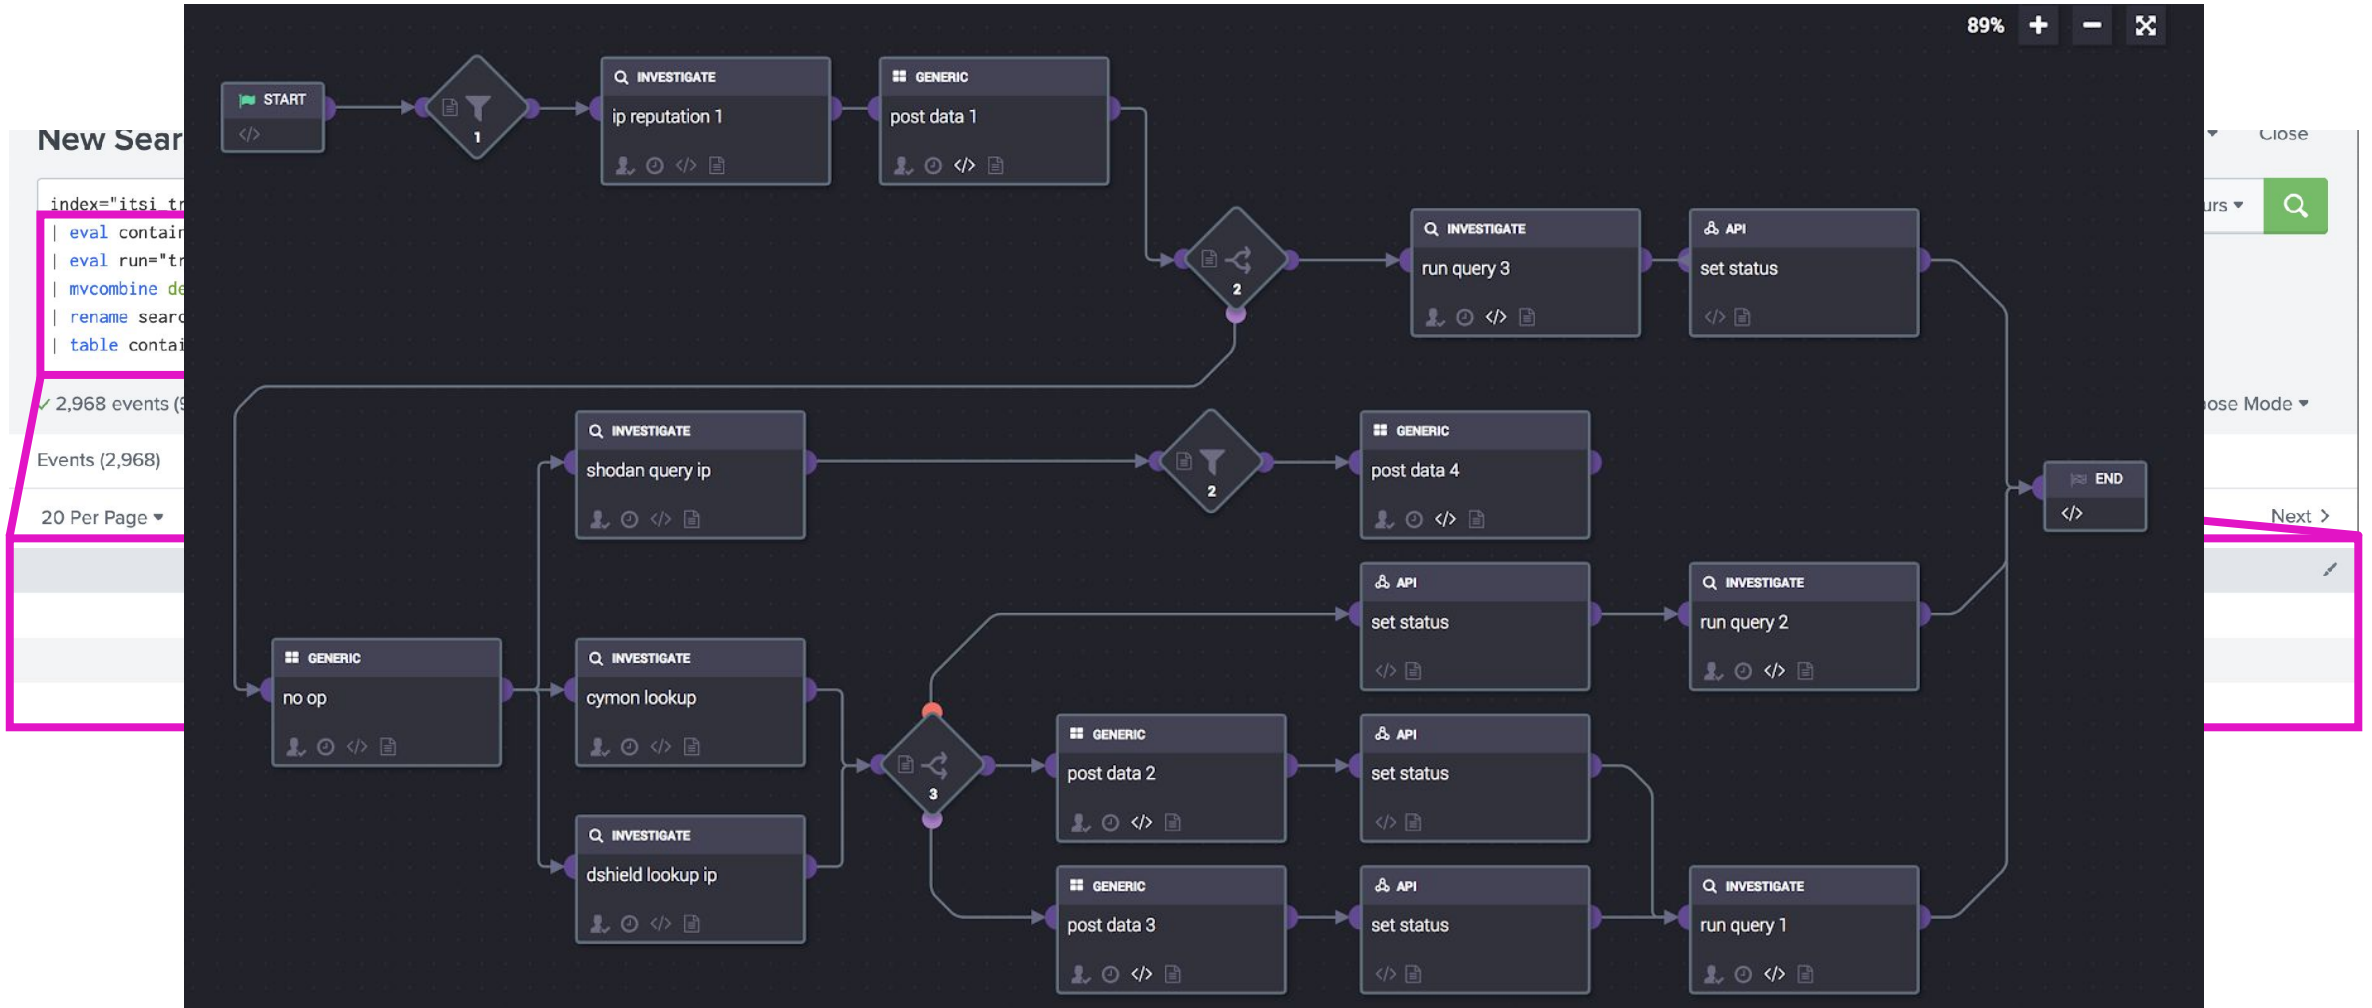 89%
START
</>
1
INVESTIGATE
ip reputation 1
</>
GENERIC
post data 1
</>
New Sear
Close
index="itsi_tr
| eval contain
| eval run="tr
| mvcombine de
| rename searc
| table contai
urs
2
INVESTIGATE
run query 3
</>
API
set status
</>
2,968 events (9
ose Mode
Events (2,968)
20 Per Page
Next >
INVESTIGATE
shodan query ip
</>
2
GENERIC
post data 4
</>
END
</>
API
set status
</>
INVESTIGATE
run query 2
</>
GENERIC
no op
</>
INVESTIGATE
cymon lookup
</>
3
GENERIC
post data 2
</>
API
set status
</>
INVESTIGATE
dshield lookup ip
</>
GENERIC
post data 3
</>
API
set status
</>
INVESTIGATE
run query 1
</>